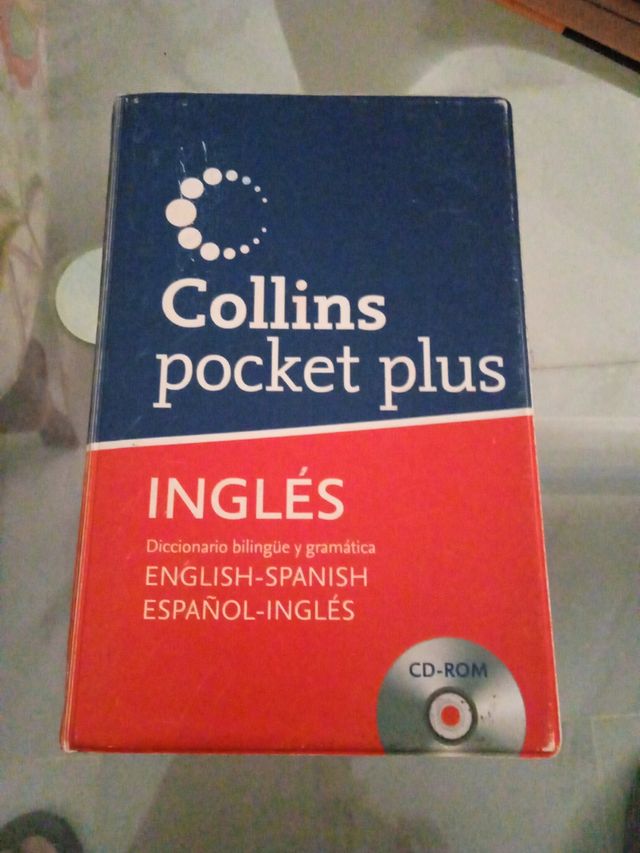 Collins
pocket plus
INGLÉS
Diccionario bilingüe y gramática
ENGLISH-SPANISH
ESPAÑOL-INGLÉS
CD-ROM